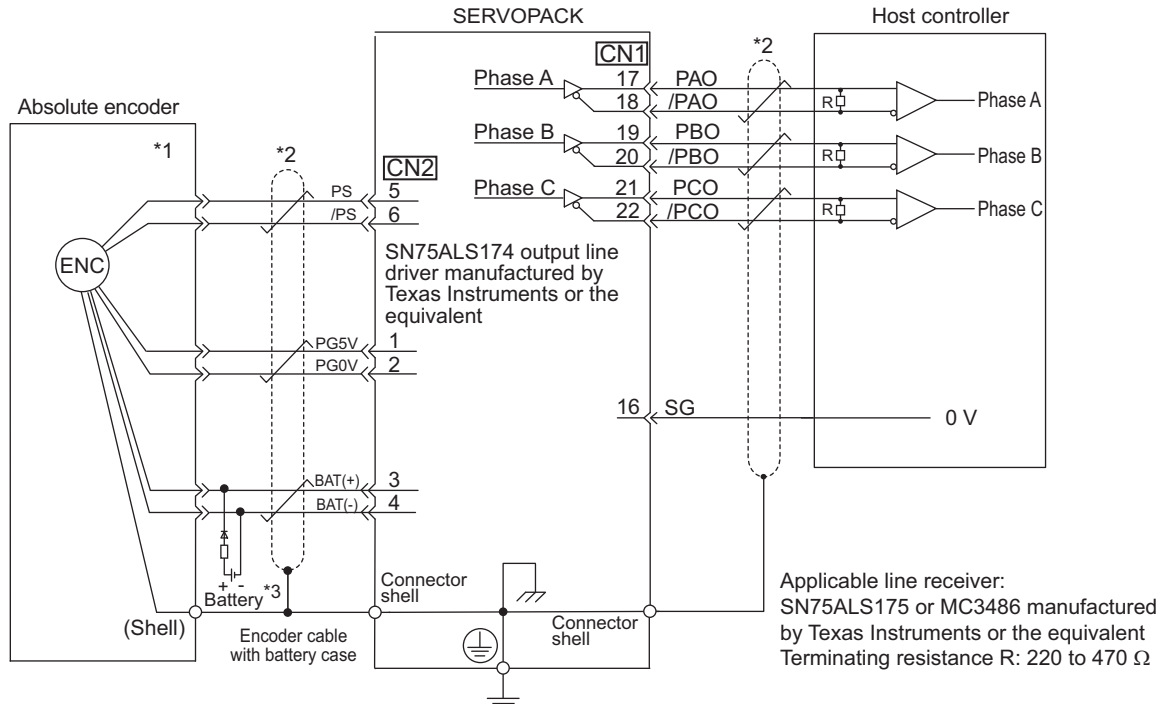 SERVOPACK
Host controller
Absolute encoder
*1
*2
CN2
PS 5
/PS 6
ENC
SN75ALS174 output line
driver manufactured by
Texas Instruments or the
equivalent
PG5V 1
PG0V 2
BAT(+) 3
BAT(-) 4
+ -
Battery *3
(Shell)
Encoder cable
with battery case
Connector
shell
Connector
shell
CN1
*2
Phase A 17 PAO
18 /PAO
R
Phase A
Phase B 19 PBO
20 /PBO
R
Phase B
Phase C 21 PCO
22 /PCO
R
Phase C
16 SG
0 V
Applicable line receiver:
SN75ALS175 or MC3486 manufactured
by Texas Instruments or the equivalent
Terminating resistance R: 220 to 470 Ω